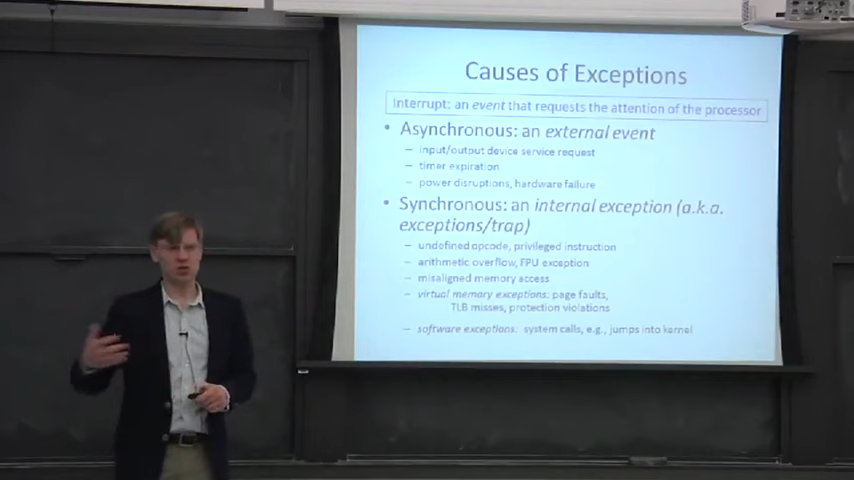 Causes of Exceptions
Interrupt: an event that requests the attention of the processor
• Asynchronous: an external event
– input/output device service request
– timer expiration
– power disruptions, hardware failure
• Synchronous: an internal exception (a.k.a.
exceptions/trap)
– undefined opcode, privileged instruction
– arithmetic overflow, FPU exception
– misaligned memory access
– virtual memory exceptions: page faults,
TLB misses, protection violations
– software exceptions: system calls, e.g., jumps into kernel